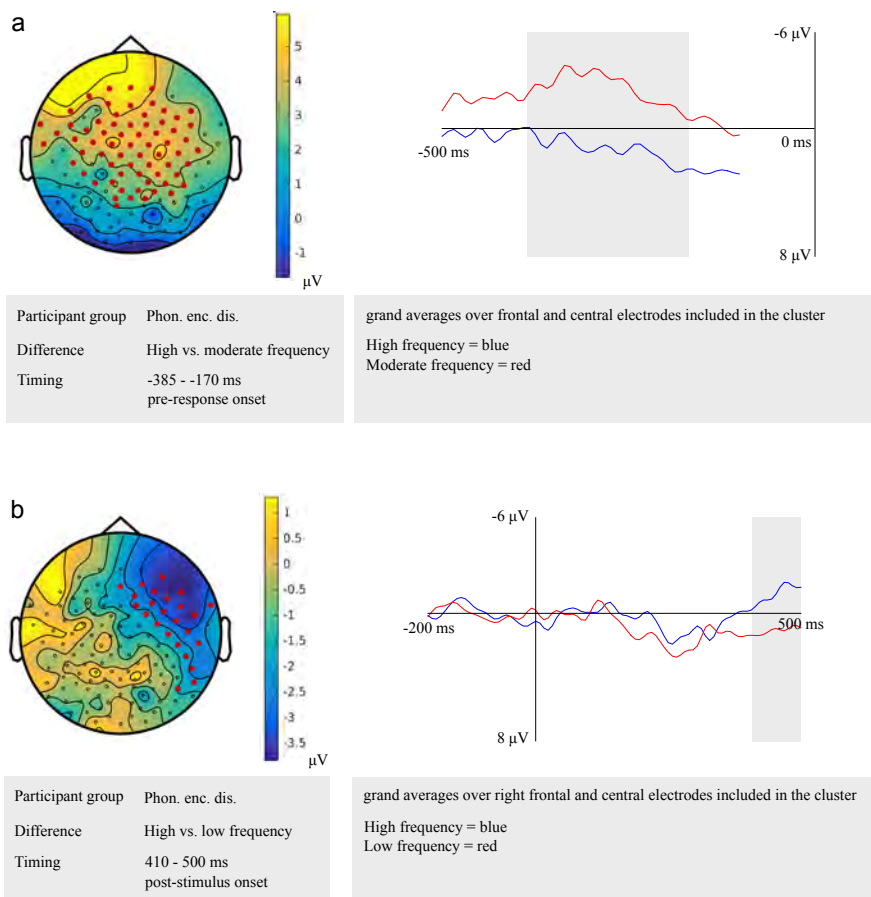 a
5
4
3
2
1
0
-1
µV
-6 µV
0 ms
-500 ms
8 µV
Participant group Phon. enc. dis.
Difference High vs. moderate frequency
Timing -385 - -170 ms
pre-response onset
grand averages over frontal and central electrodes included in the cluster
High frequency = blue
Moderate frequency = red
b
1
0.5
0
-0.5
-1
-1.5
-2
-2.5
-3
-3.5
µV
-6 µV
-200 ms
500 ms
8 µV
Participant group Phon. enc. dis.
Difference High vs. low frequency
Timing 410 - 500 ms
post-stimulus onset
grand averages over right frontal and central electrodes included in the cluster
High frequency = blue
Low frequency = red